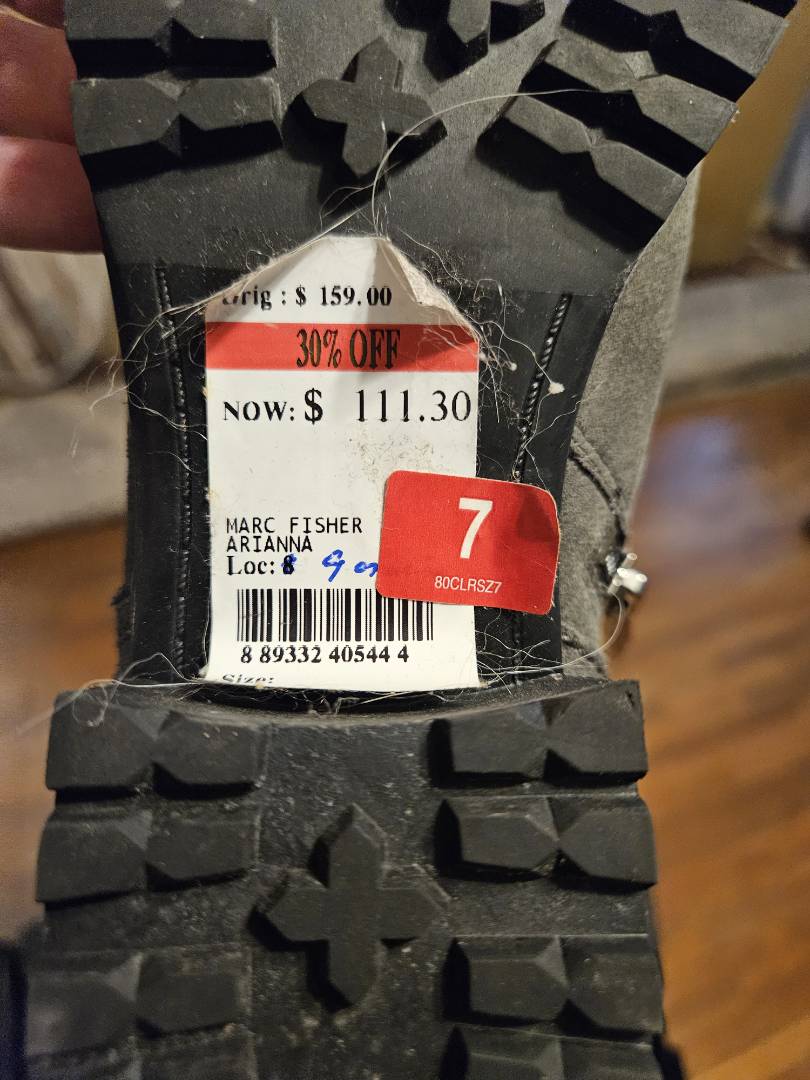 Orig : $ 159.00
30% OFF
NOW: $ 111.30
7
80CLRSZ7
MARC FISHER
ARIANNA
Loc: 8
8 89332 40544 4
Size: